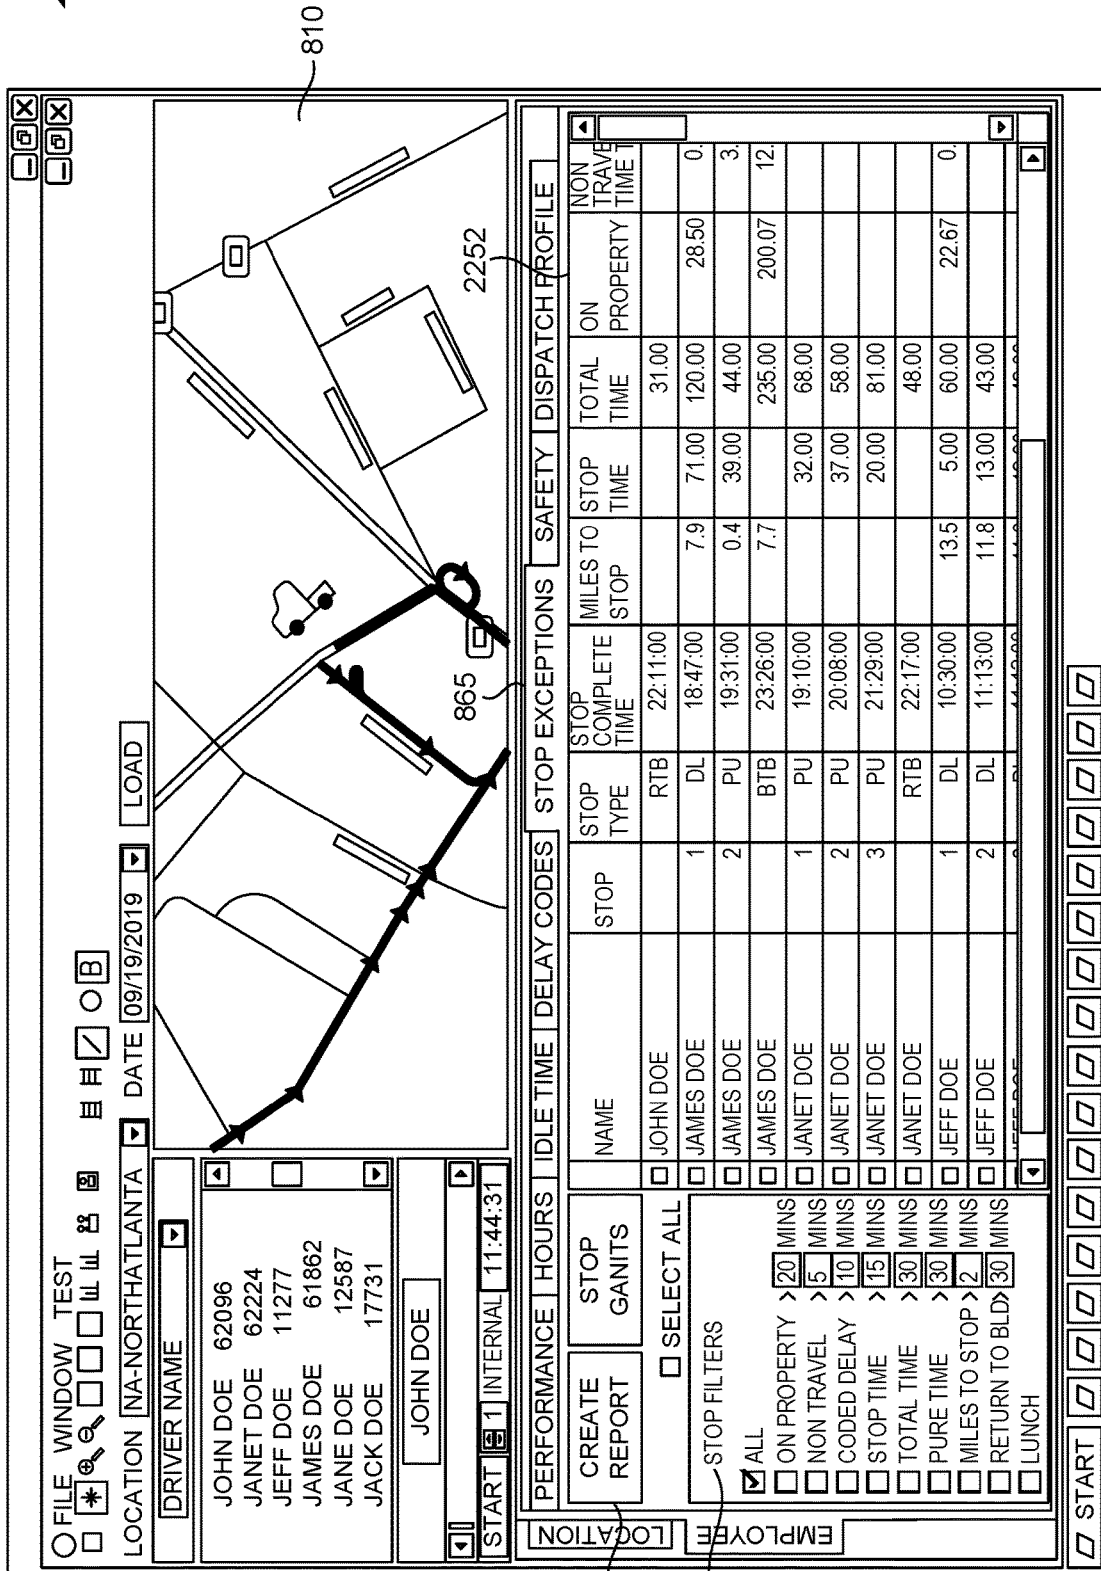 810
FILE WINDOW TEST
B
LOCATION NA-NORTHATLANTA DATE 09/19/2019 LOAD
DRIVER NAME
JOHN DOE 62096
JANET DOE 62224
JEFF DOE 11277
JAMES DOE 61862
JANE DOE 12587
JACK DOE 17731
JOHN DOE
START 1 INTERNAL 11:44:31
865
2252
PERFORMANCE HOURS IDLE TIME DELAY CODES STOP EXCEPTIONS SAFETY DISPATCH PROFILE
LOCATION
EMPLOYEE
CREATE REPORT
STOP GANITS
SELECT ALL
STOP FILTERS
ALL
ON PROPERTY > 20 MINS
NON TRAVEL > 5 MINS
CODED DELAY > 10 MINS
STOP TIME > 15 MINS
TOTAL TIME > 30 MINS
PURE TIME > 30 MINS
MILES TO STOP > 2 MINS
RETURN TO BLD > 30 MINS
LUNCH
NAME STOP STOP TYPE STOP COMPLETE TIME MILES TO STOP STOP TIME TOTAL TIME ON PROPERTY NON TRAVE TIME T
JOHN DOE RTB 22:11:00 31.00
JAMES DOE 1 DL 18:47:00 7.9 71.00 120.00 28.50 0.
JAMES DOE 2 PU 19:31:00 0.4 39.00 44.00 3.
JAMES DOE BTB 23:26:00 7.7 235.00 200.07 12.
JANET DOE 1 PU 19:10:00 32.00 68.00
JANET DOE 2 PU 20:08:00 37.00 58.00
JANET DOE 3 PU 21:29:00 20.00 81.00
JANET DOE RTB 22:17:00 48.00
JEFF DOE 1 DL 10:30:00 13.5 5.00 60.00 22.67 0.
JEFF DOE 2 DL 11:13:00 11.8 13.00 43.00
START